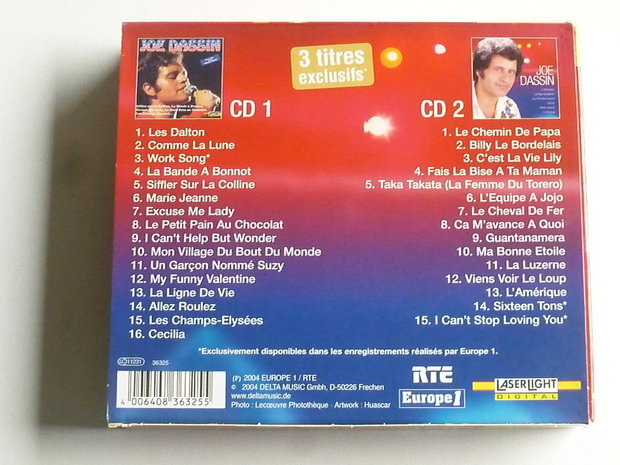 JOE DASSIN
3 titres
exclusifs*
JOE
DASSIN
CD 1
1. Les Dalton
2. Comme La Lune
3. Work Song*
4. La Bande A Bonnot
5. Siffler Sur La Colline
6. Marie Jeanne
7. Excuse Me Lady
8. Le Petit Pain Au Chocolat
9. I Can't Help But Wonder
10. Mon Village Du Bout Du Monde
11. Un Garçon Nommé Suzy
12. My Funny Valentine
13. La Ligne De Vie
14. Allez Roulez
15. Les Champs-Elysées
16. Cecilia
CD 2
1. Le Chemin De Papa
2. Billy Le Bordelais
3. C'est La Vie Lily
4. Fais La Bise A Ta Maman
5. Taka Takata (La Femme Du Torero)
6. L'Equipe A Jojo
7. Le Cheval De Fer
8. Ca M'avance A Quoi
9. Guantanamera
10. Ma Bonne Etoile
11. La Luzerne
12. Viens Voir Le Loup
13. L'Amérique
14. Sixteen Tons*
15. I Can't Stop Loving You*
*Exclusivement disponibles dans les enregistrements réalisés par Europe 1.
LC 11231
36325
4 006408 363255
(P) 2004 EUROPE 1 / RTE
© 2004 DELTA MUSIC GmbH, D-50226 Frechen
www.deltamusic.de
Photo : Lecœuvre Photothèque - Artwork : Huascar
RTE
Europe 1
LASERLIGHT
DIGITAL